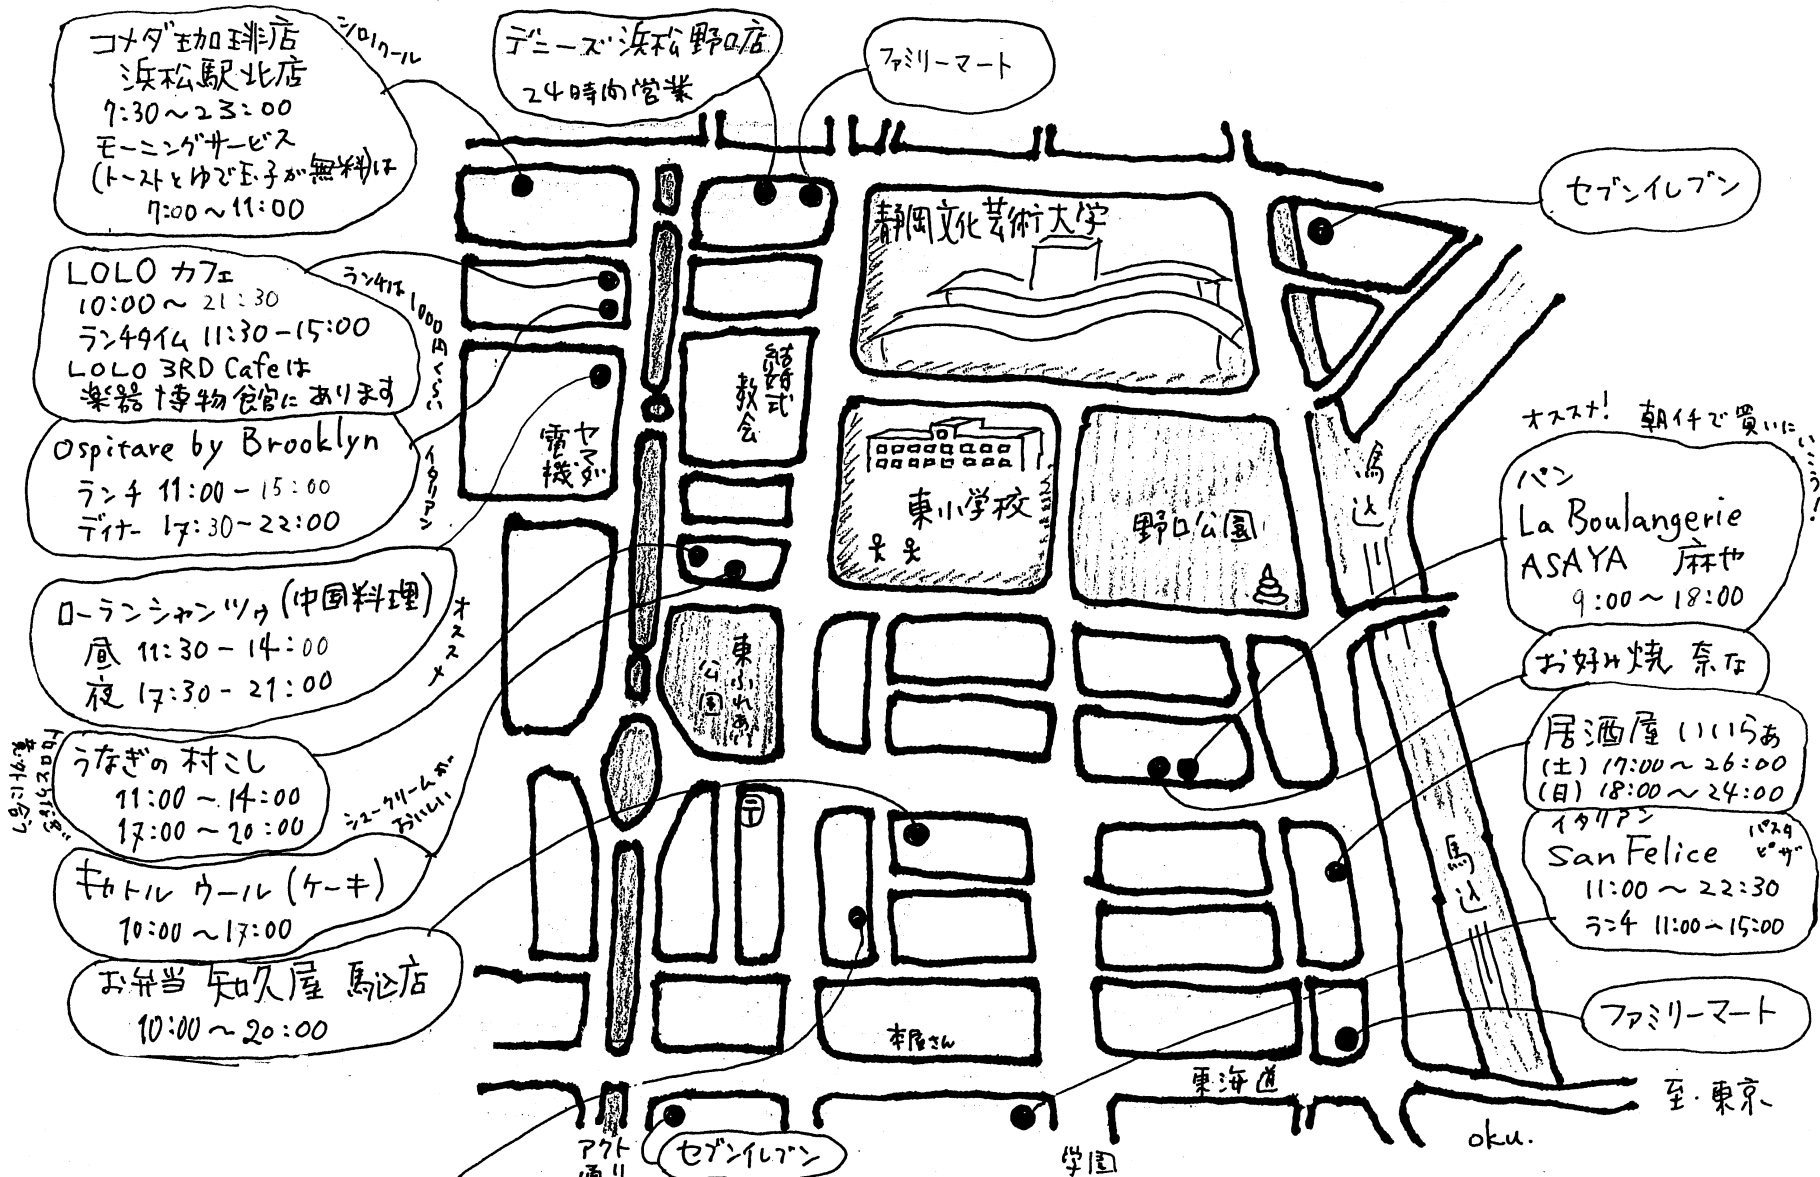 コメダ珈琲店
浜松駅北店
7:30～23:00
モーニングサービス
(トーストとゆで玉子が無料)は
7:00～11:00
シロノワール
デニーズ 浜松野口店
24時間営業
ファミリーマート
セブンイレブン
LOLO カフェ
10:00～21:30
ランチタイム 11:30-15:00
LOLO 3RD Cafeは
楽器博物館にあります
ランチは1000円くらい
Ospitare by Brooklyn
ランチ 11:00-15:00
ディナー 17:30～22:00
イタリアン
ローランシャンツゥ(中国料理)
昼 11:30-14:00
夜 17:30-21:00
オススメ
うなぎの村こし
11:00～14:00
17:00～20:00
意外に合う
シュークリームが
おいしい
キャトル ウール (ケーキ)
10:00～17:00
お弁当 知久屋 馬込店
10:00～20:00
静岡文化芸術大学
結婚式
教会
ヤマダ
電機
東小学校
野口公園
東ふれあい
公園
〒
本屋さん
馬込
馬込
オススメ! 朝イチで買いにいこう!
パン
La Boulangerie
ASAYA 麻や
9:00～18:00
お好み焼 奈な
居酒屋 いいらぁ
(土) 17:00～26:00
(日) 18:00～24:00
イタリアン
San Felice
パスタ
ピザ
11:00～22:30
ランチ 11:00～15:00
ファミリーマート
東海道
至・東京
oku.
アクト
通り
セブンイレブン
学園